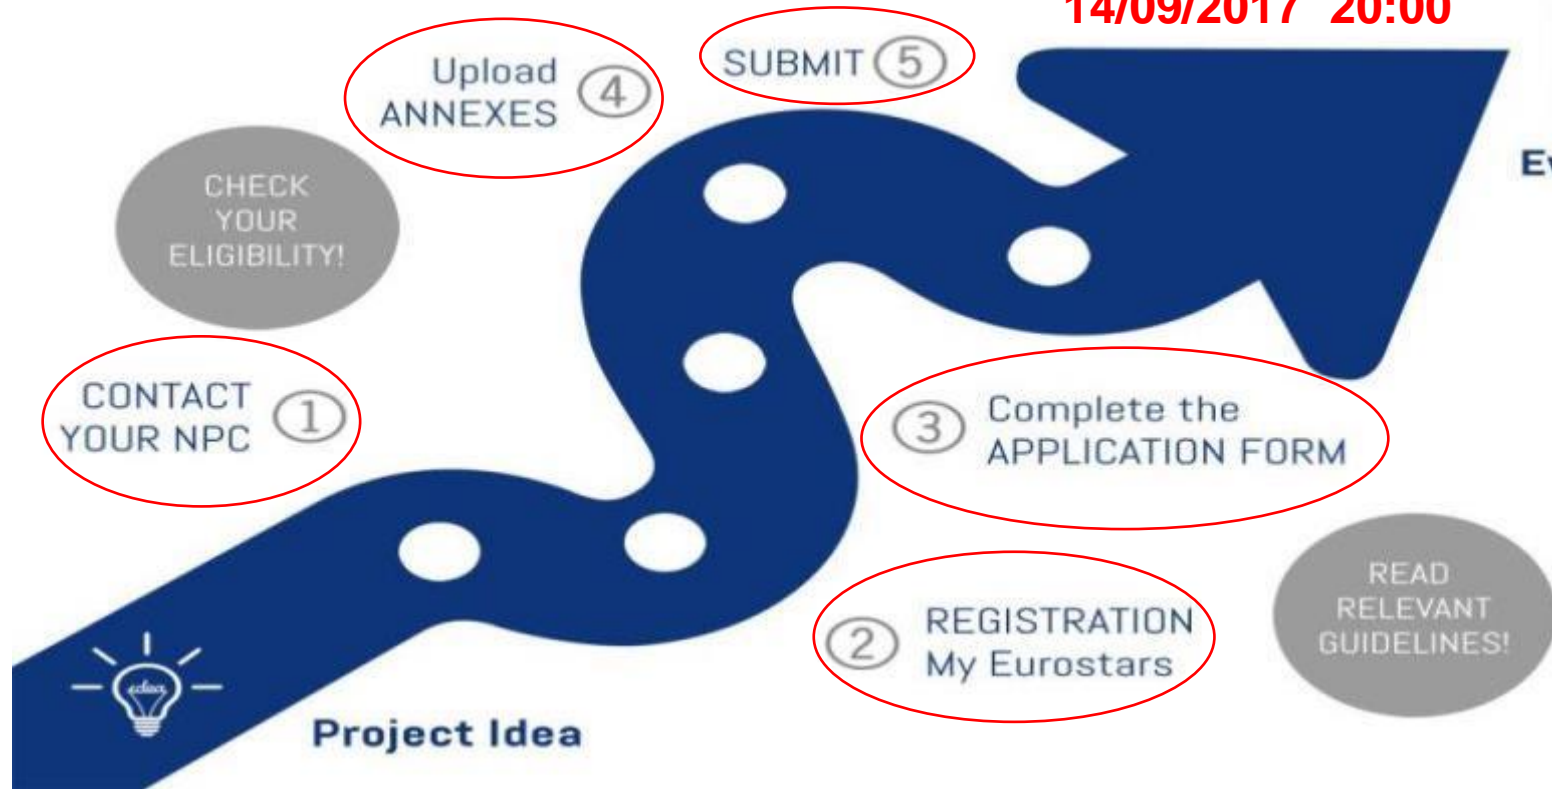 14/09/2017 20:00
Upload
ANNEXES
4
SUBMIT 5
CHECK
YOUR
ELIGIBILITY!
CONTACT
YOUR NPC
1
3
Complete the
APPLICATION FORM
2
REGISTRATION
My Eurostars
READ
RELEVANT
GUIDELINES!
Project Idea